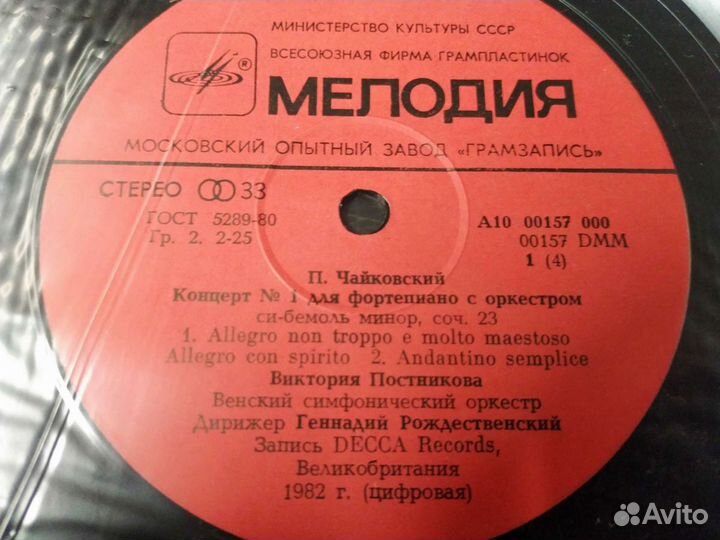 МИНИСТЕРСТВО КУЛЬТУРЫ СССР
ВСЕСОЮЗНАЯ ФИРМА ГРАМПЛАСТИНОК
®
МЕЛОДИЯ
МОСКОВСКИЙ ОПЫТНЫЙ ЗАВОД «ГРАМЗАПИСЬ»
СТЕРЕО 33
ГОСТ 5289-80
Гр. 2. 2-25
А10 00157 000
00157 DMM
1 (4)
П. Чайковский
Концерт № 1 для фортепиано с оркестром
си-бемоль минор, соч. 23
1. Allegro non troppo e molto maestoso
Allegro con spirito 2. Andantino semplice
Виктория Постникова
Венский симфонический оркестр
Дирижер Геннадий Рождественский
Запись DECCA Records,
Великобритания
1982 г. (цифровая)
Avito